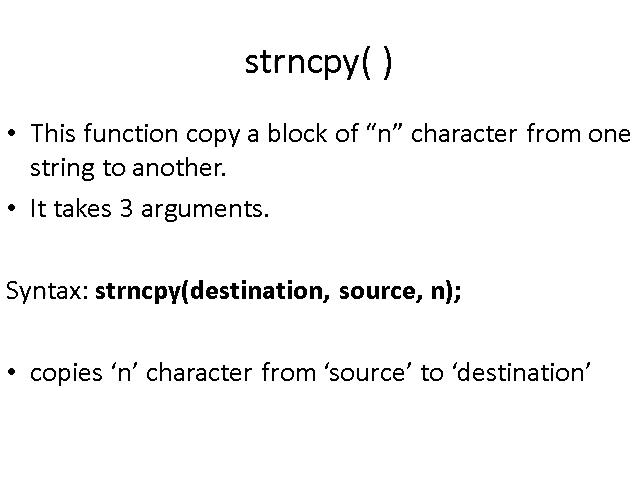 strncpy( )
• This function copy a block of “n” character from one
string to another.
• It takes 3 arguments.
Syntax: strncpy(destination, source, n);
• copies ‘n’ character from ‘source’ to ‘destination’